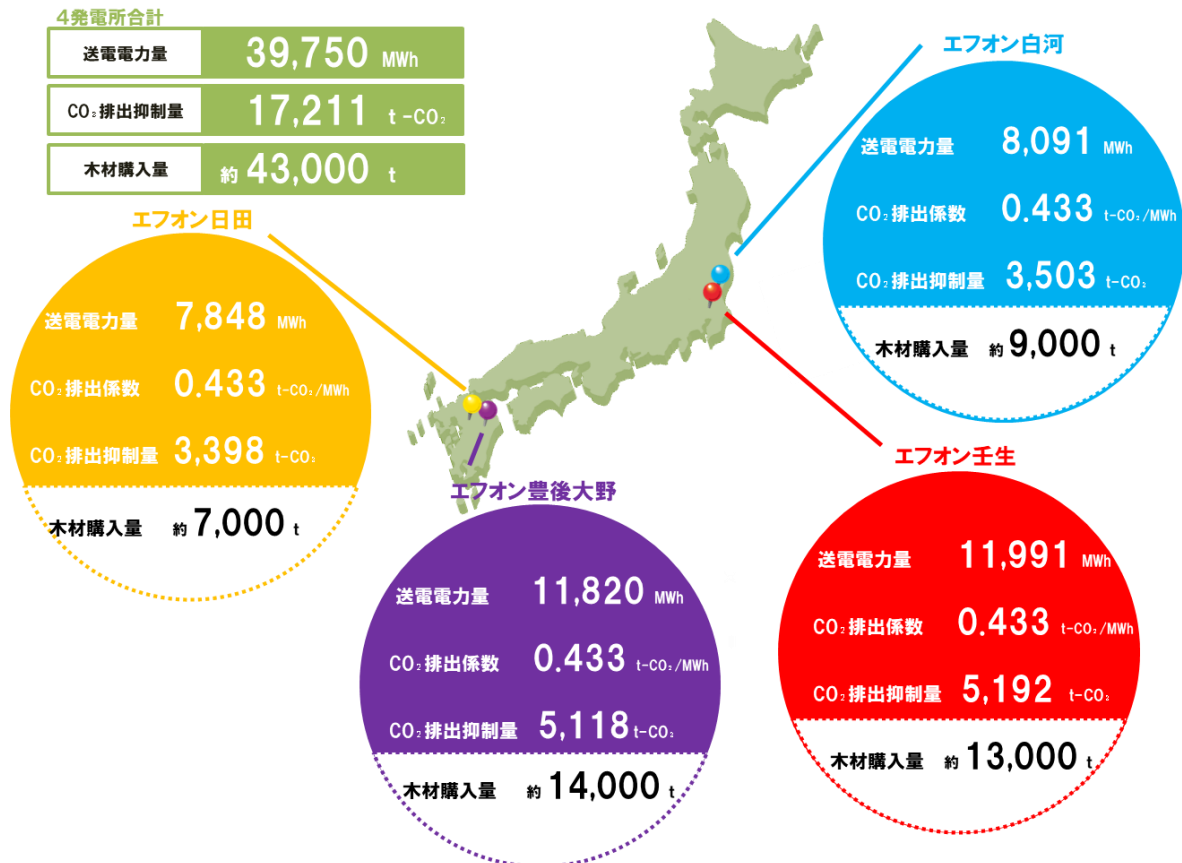 4発電所合計
送電電力量 39,750 MWh
CO₂排出抑制量 17,211 t-CO₂
木材購入量 約 43,000 t
エフオン白河
送電電力量 8,091 MWh
CO₂排出係数 0.433 t-CO₂/MWh
CO₂排出抑制量 3,503 t-CO₂
木材購入量 約 9,000 t
エフオン日田
送電電力量 7,848 MWh
CO₂排出係数 0.433 t-CO₂/MWh
CO₂排出抑制量 3,398 t-CO₂
木材購入量 約 7,000 t
エフオン豊後大野
送電電力量 11,820 MWh
CO₂排出係数 0.433 t-CO₂/MWh
CO₂排出抑制量 5,118 t-CO₂
木材購入量 約 14,000 t
エフオン壬生
送電電力量 11,991 MWh
CO₂排出係数 0.433 t-CO₂/MWh
CO₂排出抑制量 5,192 t-CO₂
木材購入量 約 13,000 t